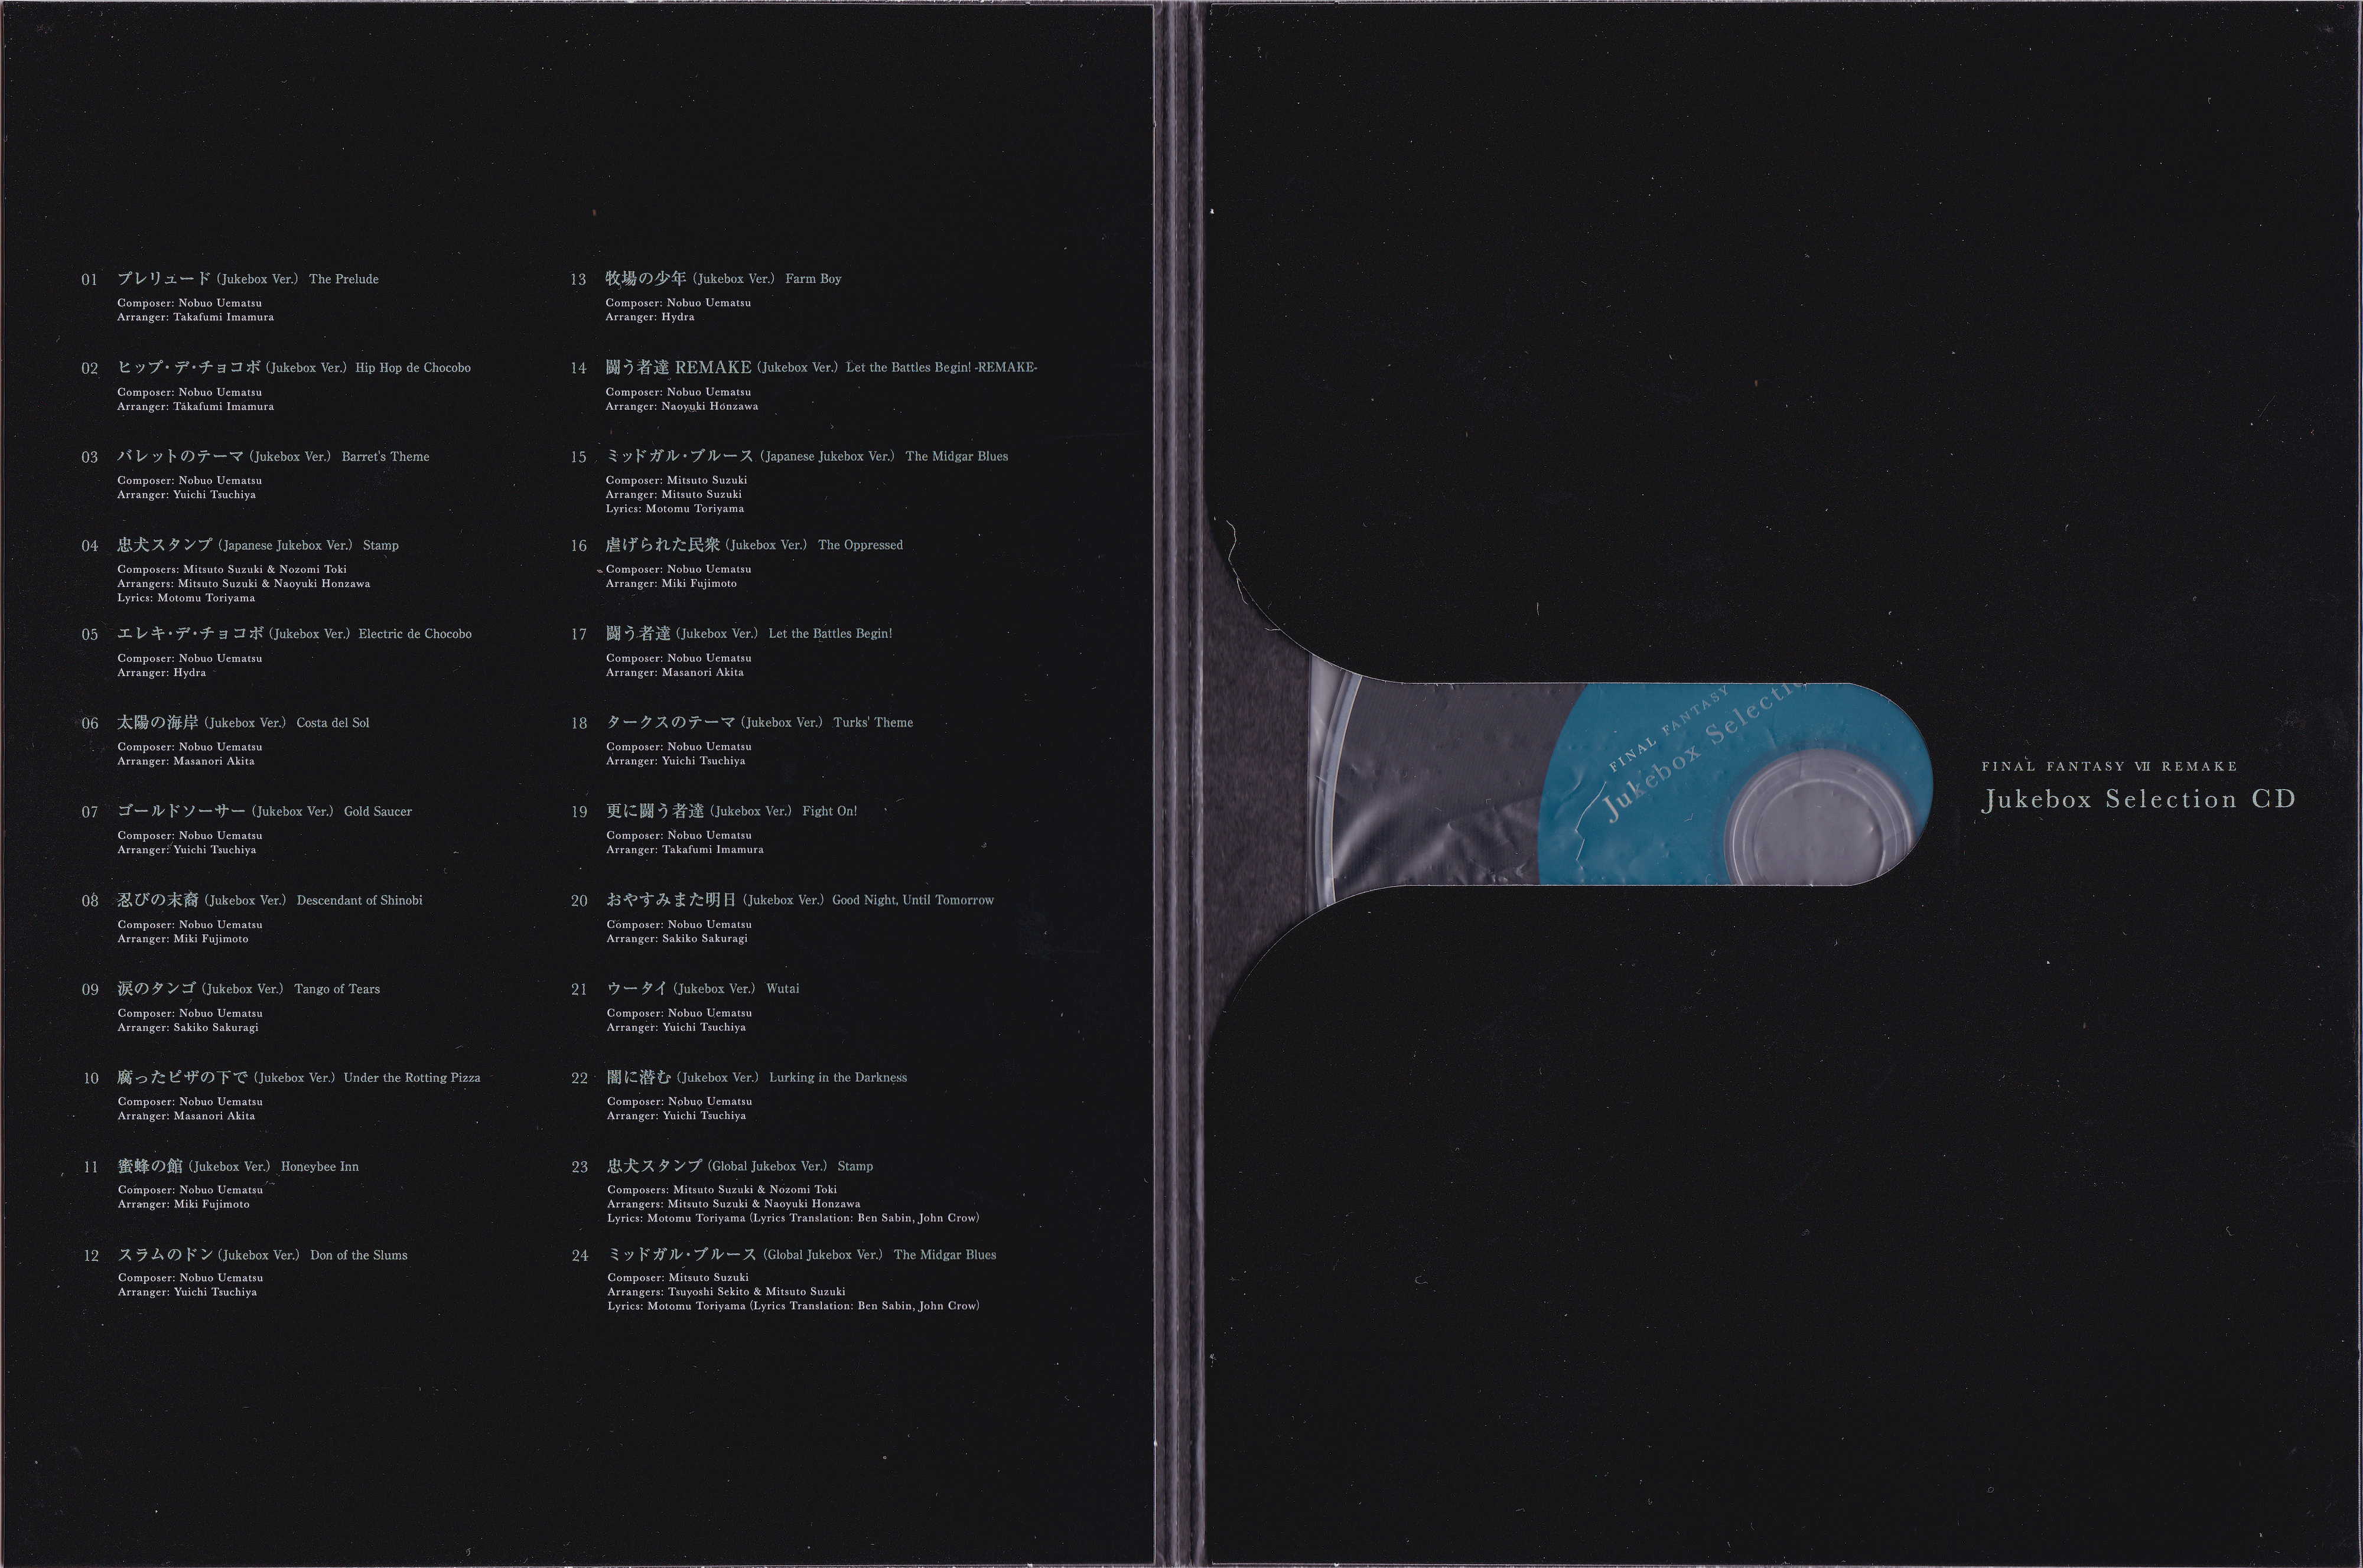 01 プレリュード (Jukebox Ver.) The Prelude
Composer: Nobuo Uematsu
Arranger: Takafumi Imamura
02 ヒップ・デ・チョコボ (Jukebox Ver.) Hip Hop de Chocobo
Composer: Nobuo Uematsu
Arranger: Takafumi Imamura
03 バレットのテーマ (Jukebox Ver.) Barret's Theme
Composer: Nobuo Uematsu
Arranger: Yuichi Tsuchiya
04 忠犬スタンプ (Japanese Jukebox Ver.) Stamp
Composers: Mitsuto Suzuki & Nozomi Toki
Arrangers: Mitsuto Suzuki & Naoyuki Honzawa
Lyrics: Motomu Toriyama
05 エレキ・デ・チョコボ (Jukebox Ver.) Electric de Chocobo
Composer: Nobuo Uematsu
Arranger: Hydra
06 太陽の海岸 (Jukebox Ver.) Costa del Sol
Composer: Nobuo Uematsu
Arranger: Masanori Akita
07 ゴールドソーサー (Jukebox Ver.) Gold Saucer
Composer: Nobuo Uematsu
Arranger: Yuichi Tsuchiya
08 忍びの末裔 (Jukebox Ver.) Descendant of Shinobi
Composer: Nobuo Uematsu
Arranger: Miki Fujimoto
09 涙のタンゴ (Jukebox Ver.) Tango of Tears
Composer: Nobuo Uematsu
Arranger: Sakiko Sakuragi
10 腐ったピザの下で (Jukebox Ver.) Under the Rotting Pizza
Composer: Nobuo Uematsu
Arranger: Masanori Akita
11 蜜蜂の館 (Jukebox Ver.) Honeybee Inn
Composer: Nobuo Uematsu
Arranger: Miki Fujimoto
12 スラムのドン (Jukebox Ver.) Don of the Slums
Composer: Nobuo Uematsu
Arranger: Yuichi Tsuchiya
13 牧場の少年 (Jukebox Ver.) Farm Boy
Composer: Nobuo Uematsu
Arranger: Hydra
14 闘う者達 REMAKE (Jukebox Ver.) Let the Battles Begin! -REMAKE-
Composer: Nobuo Uematsu
Arranger: Naoyuki Honzawa
15 ミッドガル・ブルース (Japanese Jukebox Ver.) The Midgar Blues
Composer: Mitsuto Suzuki
Arranger: Mitsuto Suzuki
Lyrics: Motomu Toriyama
16 虐げられた民衆 (Jukebox Ver.) The Oppressed
Composer: Nobuo Uematsu
Arranger: Miki Fujimoto
17 闘う者達 (Jukebox Ver.) Let the Battles Begin!
Composer: Nobuo Uematsu
Arranger: Masanori Akita
18 タークスのテーマ (Jukebox Ver.) Turks' Theme
Composer: Nobuo Uematsu
Arranger: Yuichi Tsuchiya
19 更に闘う者達 (Jukebox Ver.) Fight On!
Composer: Nobuo Uematsu
Arranger: Takafumi Imamura
20 おやすみまた明日 (Jukebox Ver.) Good Night, Until Tomorrow
Composer: Nobuo Uematsu
Arranger: Sakiko Sakuragi
21 ウータイ (Jukebox Ver.) Wutai
Composer: Nobuo Uematsu
Arranger: Yuichi Tsuchiya
22 闇に潜む (Jukebox Ver.) Lurking in the Darkness
Composer: Nobuo Uematsu
Arranger: Yuichi Tsuchiya
23 忠犬スタンプ (Global Jukebox Ver.) Stamp
Composers: Mitsuto Suzuki & Nozomi Toki
Arrangers: Mitsuto Suzuki & Naoyuki Honzawa
Lyrics: Motomu Toriyama (Lyrics Translation: Ben Sabin, John Crow)
24 ミッドガル・ブルース (Global Jukebox Ver.) The Midgar Blues
Composer: Mitsuto Suzuki
Arrangers: Tsuyoshi Sekito & Mitsuto Suzuki
Lyrics: Motomu Toriyama (Lyrics Translation: Ben Sabin, John Crow)
FINAL FANTASY
Jukebox Selectio
FINAL FANTASY VII REMAKE
Jukebox Selection CD